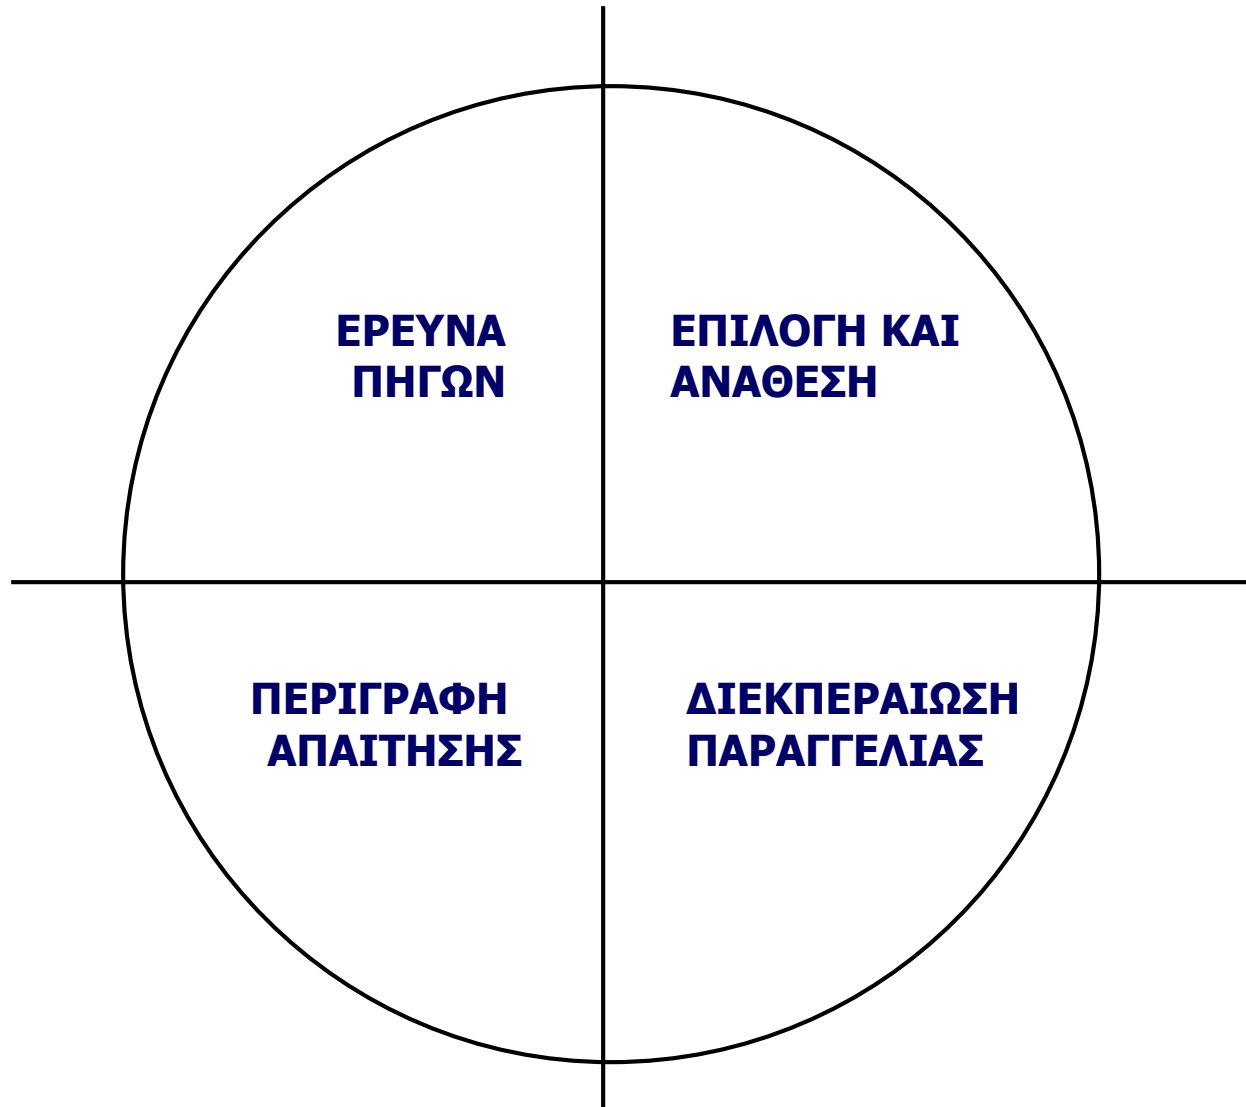 ΕΡΕΥΝΑ
ΠΗΓΩΝ
ΕΠΙΛΟΓΗ ΚΑΙ
ΑΝΑΘΕΣΗ
ΠΕΡΙΓΡΑΦΗ
ΑΠΑΙΤΗΣΗΣ
ΔΙΕΚΠΕΡΑΙΩΣΗ
ΠΑΡΑΓΓΕΛΙΑΣ